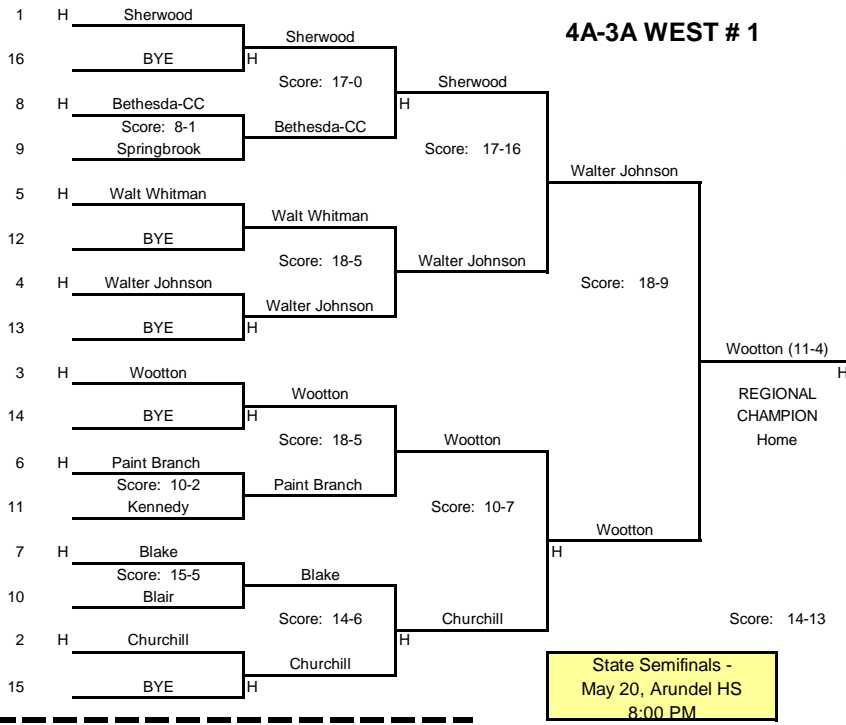 4A-3A WEST # 1
1 H Sherwood
Sherwood
16 BYE H
Score: 17-0
Sherwood
8 H Bethesda-CC
H
Score: 8-1
Bethesda-CC
9 Springbrook
Score: 17-16
Walter Johnson
5 H Walt Whitman
Walt Whitman
12 BYE
Score: 18-5
Walter Johnson
4 H Walter Johnson
Score: 18-9
Walter Johnson
13 BYE H
Wootton (11-4)
3 H Wootton
H
Wootton
REGIONAL
14 BYE H
CHAMPION
Score: 18-5
Wootton
Home
6 H Paint Branch
Score: 10-2
Paint Branch
11 Kennedy
Score: 10-7
Wootton
7 H Blake
H
Score: 15-5
Blake
10 Blair
Score: 14-6
Churchill
Score: 14-13
2 H Churchill
H
Churchill
15 BYE H
State Semifinals -
May 20, Arundel HS
8:00 PM